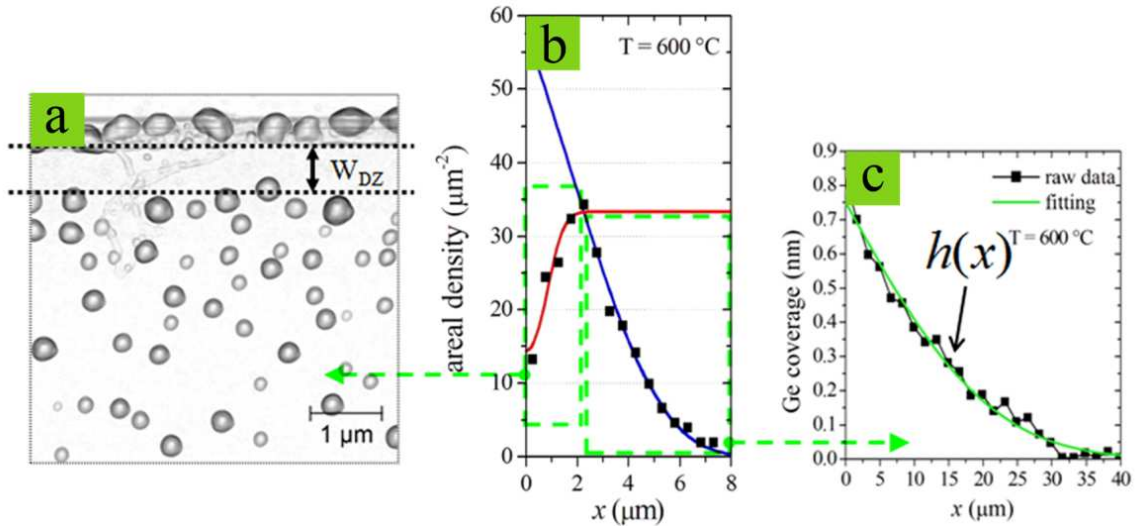 a
W_DZ
1 µm
b
T = 600 °C
60
50
40
30
20
10
0
areal density (µm⁻²)
0 2 4 6 8
x (µm)
c
raw data
fitting
T = 600 °C
h(x)
0.9
0.8
0.7
0.6
0.5
0.4
0.3
0.2
0.1
0.0
Ge coverage (nm)
0 5 10 15 20 25 30 35 40
x (µm)